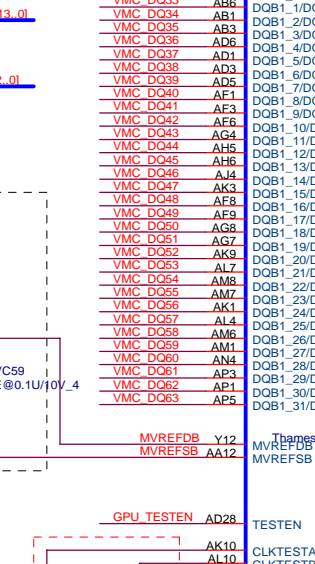 VMC_DQ33 AB6 DQB1_1/DQ
13..0] VMC_DQ34 AB1 DQB1_2/DQ
VMC_DQ35 AB3 DQB1_3/DQ
VMC_DQ36 AD6 DQB1_4/DQ
VMC_DQ37 AD1 DQB1_5/DQ
VMC_DQ38 AD3 DQB1_6/DQ
..0] VMC_DQ39 AD5 DQB1_7/DQ
VMC_DQ40 AF1 DQB1_8/DQ
VMC_DQ41 AF3 DQB1_9/DQ
VMC_DQ42 AF6 DQB1_10/D
VMC_DQ43 AG4 DQB1_11/D
VMC_DQ44 AH5 DQB1_12/D
VMC_DQ45 AH6 DQB1_13/D
VMC_DQ46 AJ4 DQB1_14/D
VMC_DQ47 AK3 DQB1_15/D
VMC_DQ48 AF8 DQB1_16/D
VMC_DQ49 AF9 DQB1_17/D
VMC_DQ50 AG8 DQB1_18/D
VMC_DQ51 AG7 DQB1_19/D
VMC_DQ52 AK9 DQB1_20/D
VMC_DQ53 AL7 DQB1_21/D
VMC_DQ54 AM8 DQB1_22/D
VMC_DQ55 AM7 DQB1_23/D
VMC_DQ56 AK1 DQB1_24/D
VMC_DQ57 AL4 DQB1_25/D
VMC_DQ58 AM6 DQB1_26/D
VMC_DQ59 AM1 DQB1_27/D
VMC_DQ60 AN4 DQB1_28/D
/C59 VMC_DQ61 AP3 DQB1_29/D
E@0.1U/10V_4 VMC_DQ62 AP1 DQB1_30/D
VMC_DQ63 AP5 DQB1_31/D
Thames
MVREFDB Y12 MVREFDB
MVREFSB AA12 MVREFSB
GPU_TESTEN AD28 TESTEN
AK10 CLKTESTA
AL10 CLKTESTB